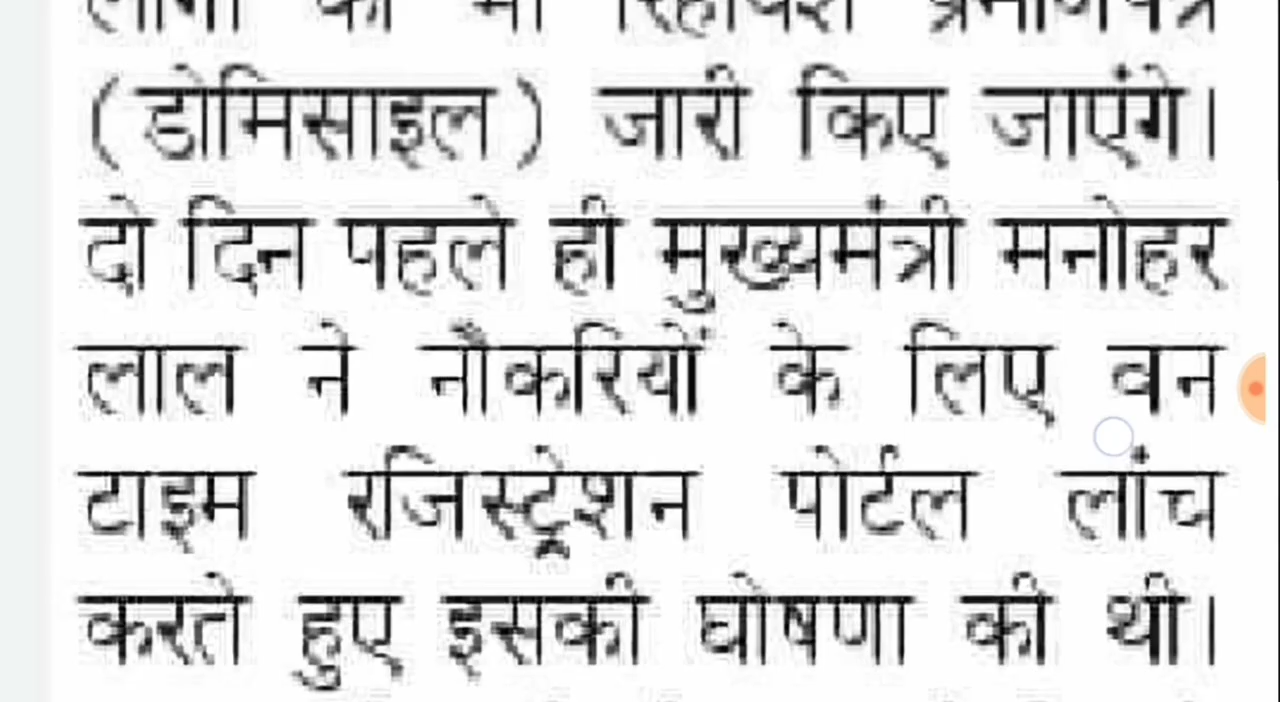 (डोमिसाइल) जारी किए जाएंगे।
दो दिन पहले ही मुख्यमंत्री मनोहर
लाल ने नौकरियों के लिए वन
टाइम रजिस्ट्रेशन पोर्टल लांच
करते हुए इसकी घोषणा की थी।